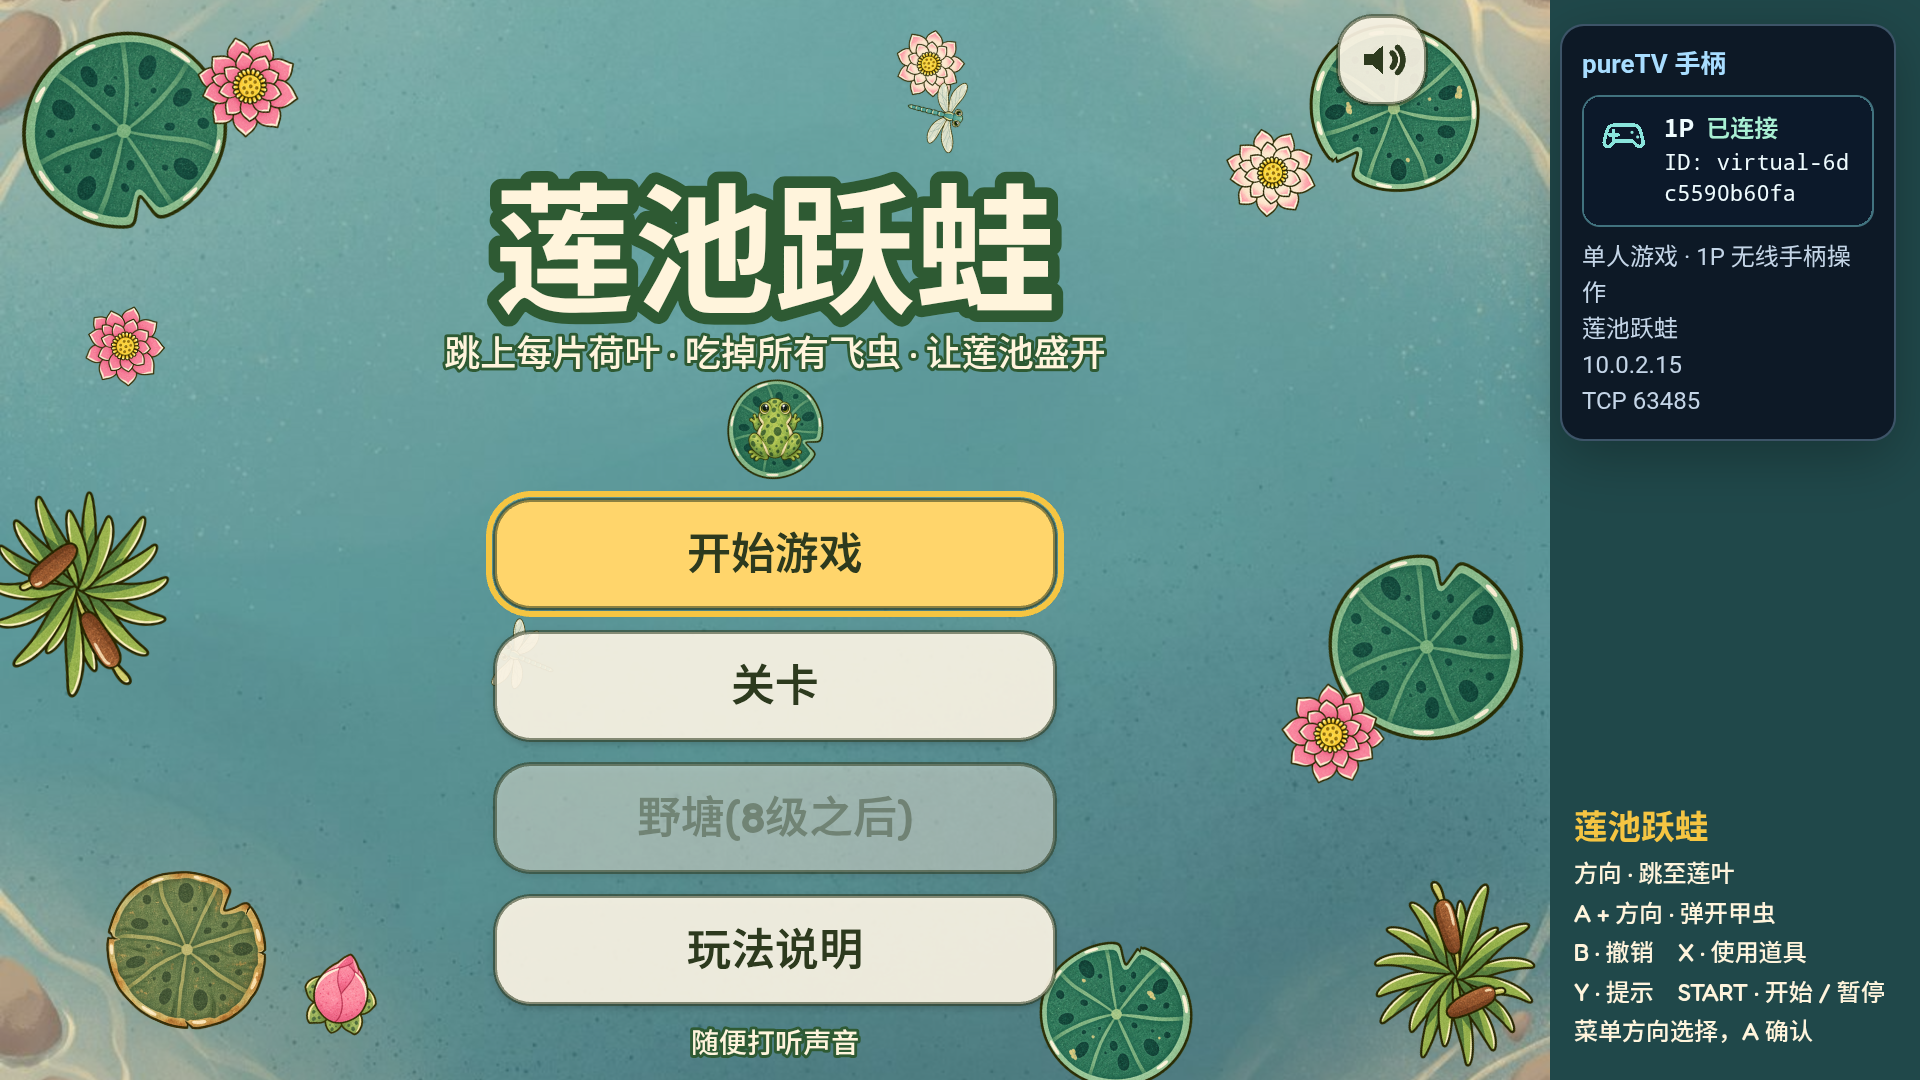 莲池跃蛙
跳上每片荷叶 · 吃掉所有飞虫 · 让莲池盛开
开始游戏
关卡
野塘(8级之后)
玩法说明
随便打听声音
pureTV 手柄
1P 已连接
ID: virtual-6d
c5590b60fa
单人游戏 · 1P 无线手柄操
作
莲池跃蛙
10.0.2.15
TCP 63485
莲池跃蛙
方向 · 跳至莲叶
A + 方向 · 弹开甲虫
B · 撤销 X · 使用道具
Y · 提示 START · 开始 / 暂停
菜单方向选择，A 确认